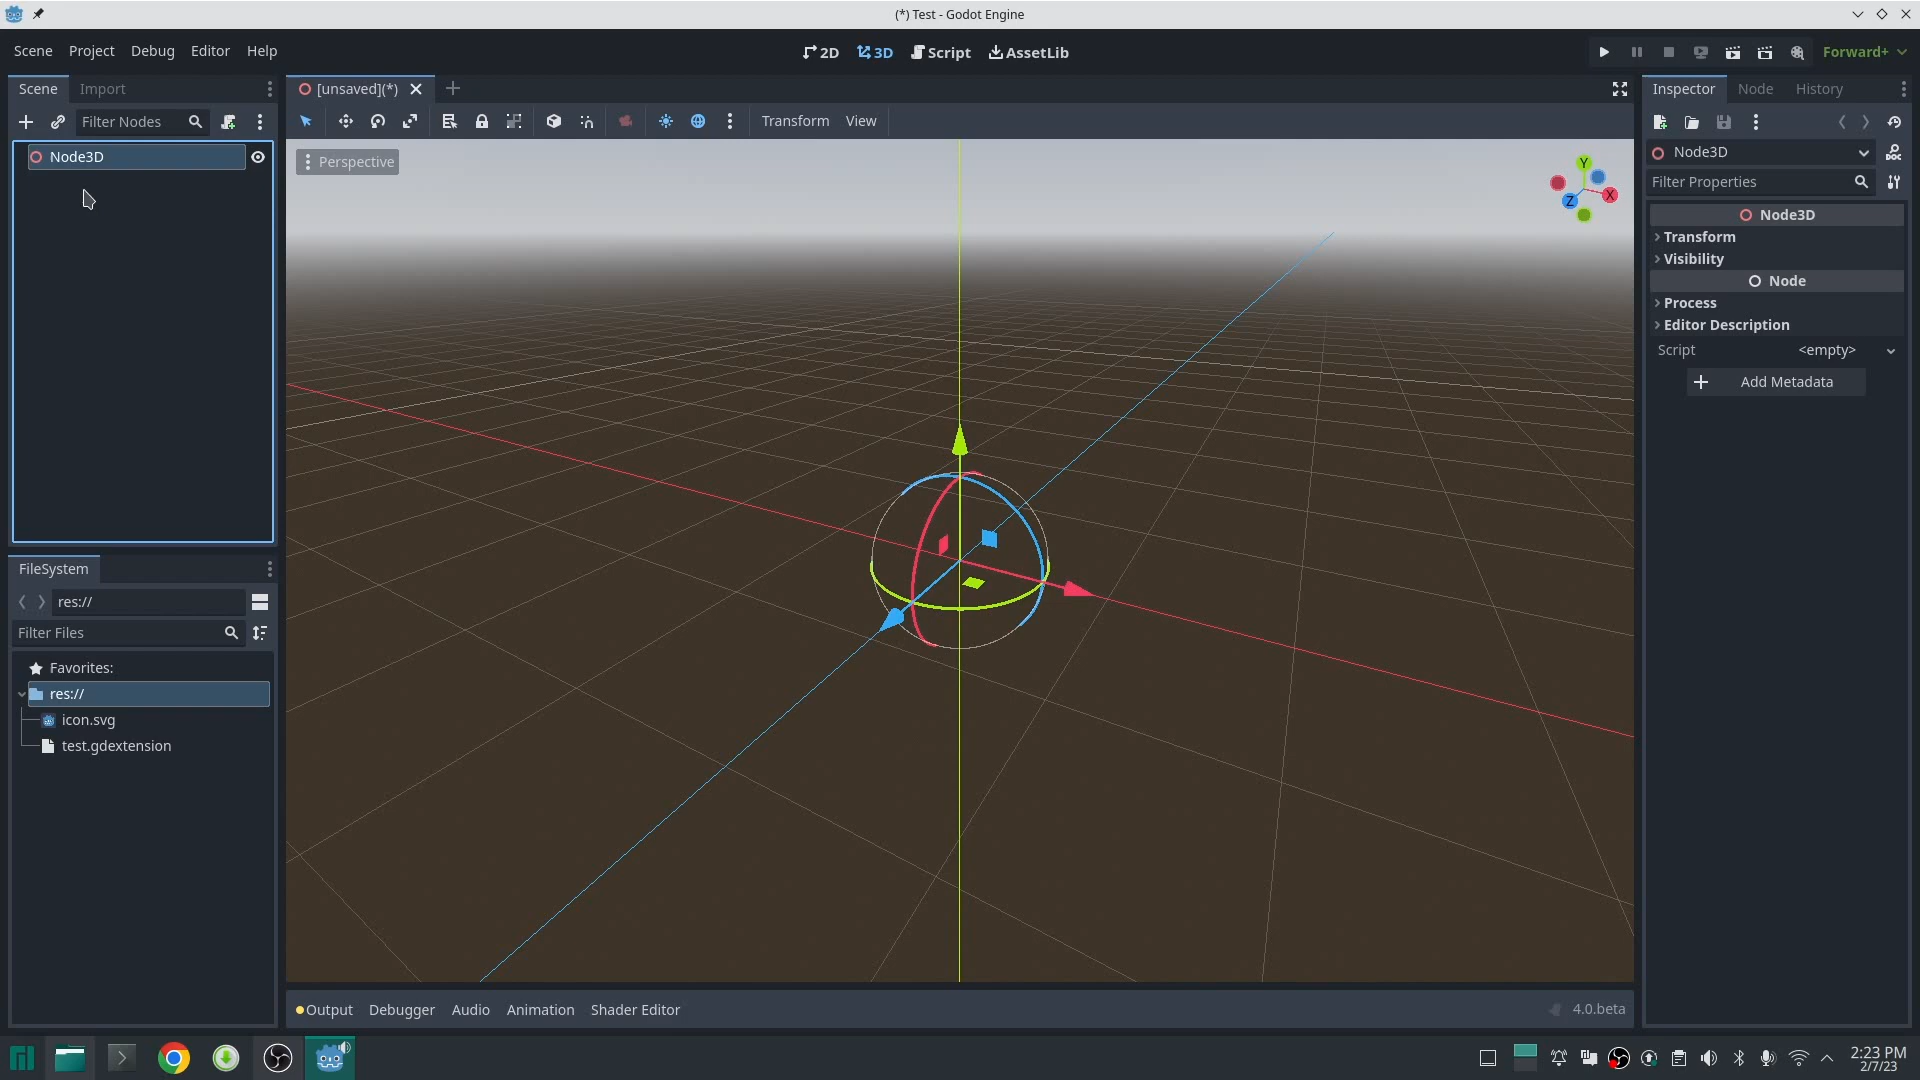 (*) Test - Godot Engine
Scene Project Debug Editor Help
2D 3D Script AssetLib
Forward+
Scene Import
[unsaved](*)
Inspector Node History
Filter Nodes
Transform View
Node3D
Perspective
Y
X
Z
Node3D
Filter Properties
Node3D
Transform
Visibility
Node
Process
Editor Description
Script <empty>
Add Metadata
FileSystem
res://
Filter Files
Favorites:
res://
icon.svg
test.gdextension
Output Debugger Audio Animation Shader Editor
4.0.beta
2:23 PM
2/7/23